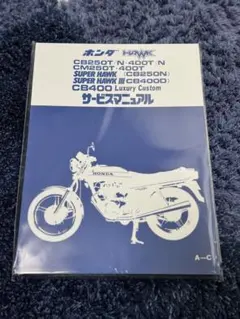 ホンダ HAWK
CB250T/N・400T/N
CM250T・400T
SUPER HAWK (CB250N)
SUPER HAWK III (CB400D)
CB400 Luxury Custom
サービスマニュアル
HONDA
A—C